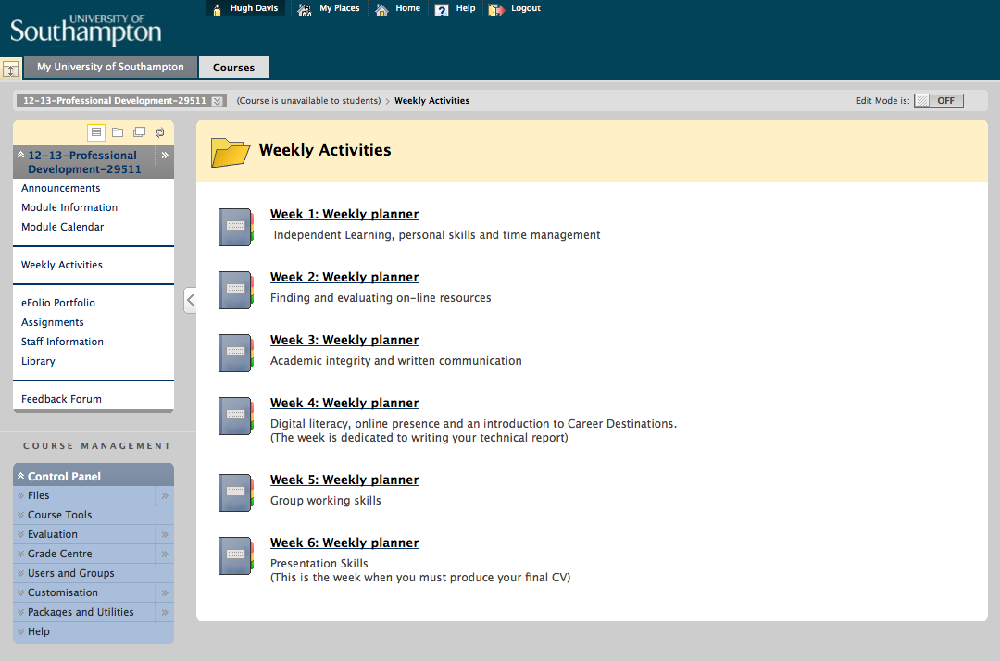 UNIVERSITY OF
Southampton
Hugh Davis
My Places
Home
Help
Logout
My University of Southampton
Courses
12-13-Professional Development-29511
(Course is unavailable to students) > Weekly Activities
Edit Mode is: OFF
12-13-Professional
Development-29511
Announcements
Module Information
Module Calendar
Weekly Activities
eFolio Portfolio
Assignments
Staff Information
Library
Feedback Forum
COURSE MANAGEMENT
Control Panel
Files
Course Tools
Evaluation
Grade Centre
Users and Groups
Customisation
Packages and Utilities
Help
Weekly Activities
Week 1: Weekly planner
Independent Learning, personal skills and time management
Week 2: Weekly planner
Finding and evaluating on-line resources
Week 3: Weekly planner
Academic integrity and written communication
Week 4: Weekly planner
Digital literacy, online presence and an introduction to Career Destinations.
(The week is dedicated to writing your technical report)
Week 5: Weekly planner
Group working skills
Week 6: Weekly planner
Presentation Skills
(This is the week when you must produce your final CV)